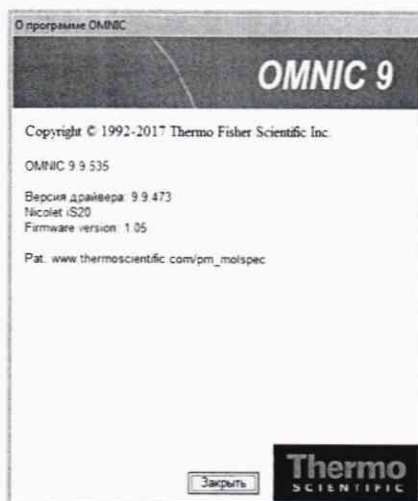 О программе OMNIC
OMNIC 9
Copyright © 1992-2017 Thermo Fisher Scientific Inc.
OMNIC 9.9.535
Версия драйвера: 9.9.473
Nicolet iS20
Firmware version: 1.05
Pat. www.thermoscientific.com/pm_molspec
Закрыть
Thermo
SCIENTIFIC